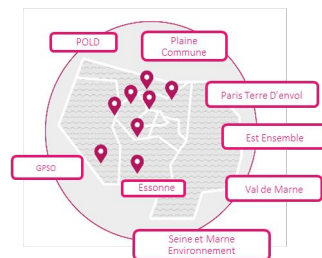 POLD
Plaine
Commune
Paris Terre D'envol
Est Ensemble
GPSO
Essonne
Val de Marne
Seine et Marne
Environnement